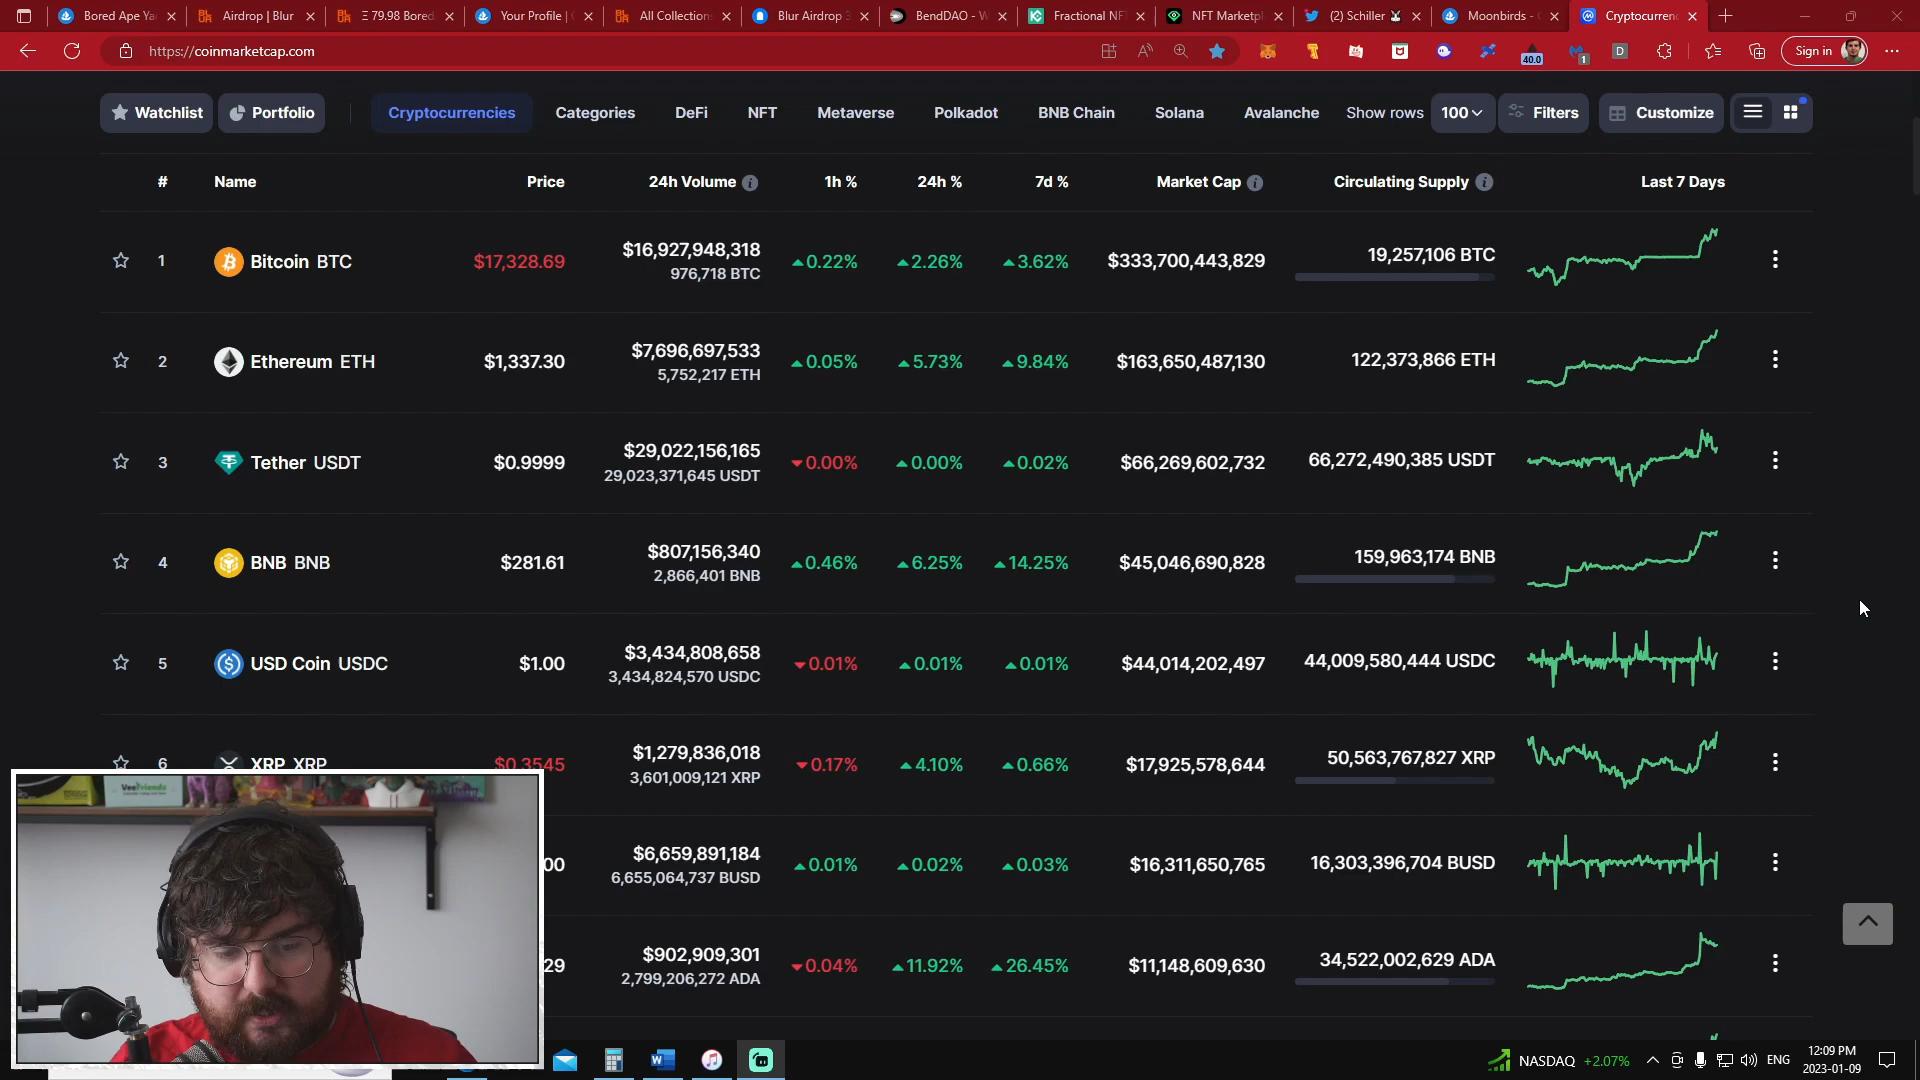 Bored Ape Ya
Airdrop | Blur
Ξ 79.98 Bored
Your Profile |
All Collection
Blur Airdrop
BendDAO - W
Fractional NF
NFT Marketpl
(2) Schiller
Moonbirds -
Cryptocurrenc
https://coinmarketcap.com
40.0
1
D
Sign in
Watchlist
Portfolio
Cryptocurrencies
Categories
DeFi
NFT
Metaverse
Polkadot
BNB Chain
Solana
Avalanche
Show rows
100
Filters
Customize
# Name Price 24h Volume 1h % 24h % 7d % Market Cap Circulating Supply Last 7 Days
1 Bitcoin BTC $17,328.69 $16,927,948,318 0.22% 2.26% 3.62% $333,700,443,829 19,257,106 BTC
976,718 BTC
2 Ethereum ETH $1,337.30 $7,696,697,533 0.05% 5.73% 9.84% $163,650,487,130 122,373,866 ETH
5,752,217 ETH
3 Tether USDT $0.9999 $29,022,156,165 0.00% 0.00% 0.02% $66,269,602,732 66,272,490,385 USDT
29,023,371,645 USDT
4 BNB BNB $281.61 $807,156,340 0.46% 6.25% 14.25% $45,046,690,828 159,963,174 BNB
2,866,401 BNB
5 USD Coin USDC $1.00 $3,434,808,658 0.01% 0.01% 0.01% $44,014,202,497 44,009,580,444 USDC
3,434,824,570 USDC
6 XRP XRP $0.3545 $1,279,836,018 0.17% 4.10% 0.66% $17,925,578,644 50,563,767,827 XRP
3,601,009,121 XRP
00 $6,659,891,184 0.01% 0.02% 0.03% $16,311,650,765 16,303,396,704 BUSD
6,655,064,737 BUSD
29 $902,909,301 0.04% 11.92% 26.45% $11,148,609,630 34,522,002,629 ADA
2,799,206,272 ADA
VeeFriends
NASDAQ +2.07%
ENG
12:09 PM
2023-01-09